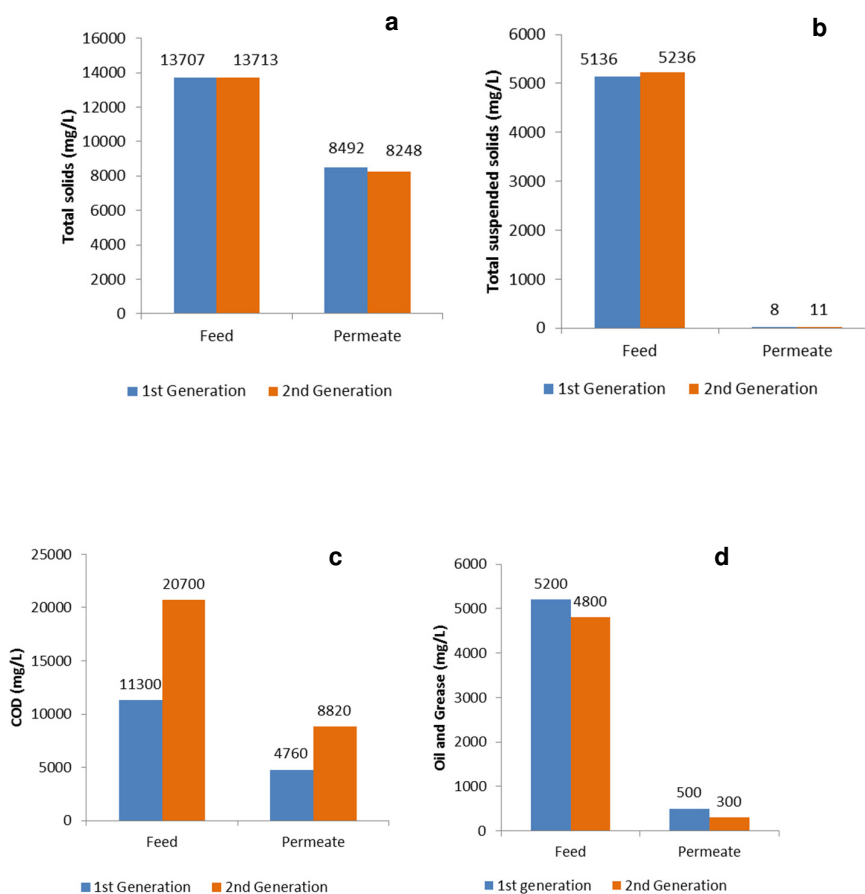 a
Total solids (mg/L)
16000
14000
12000
10000
8000
6000
4000
2000
0
13707 13713
8492 8248
Feed Permeate
1st Generation 2nd Generation
b
Total suspended solids (mg/L)
6000
5000
4000
3000
2000
1000
0
5136 5236
8 11
Feed Permeate
1st Generation 2nd Generation
c
COD (mg/L)
25000
20000
15000
10000
5000
0
11300 20700
4760 8820
Feed Permeate
1st Generation 2nd Generation
d
Oil and Grease (mg/L)
6000
5000
4000
3000
2000
1000
0
5200 4800
500 300
Feed Permeate
1st generation 2nd Generation